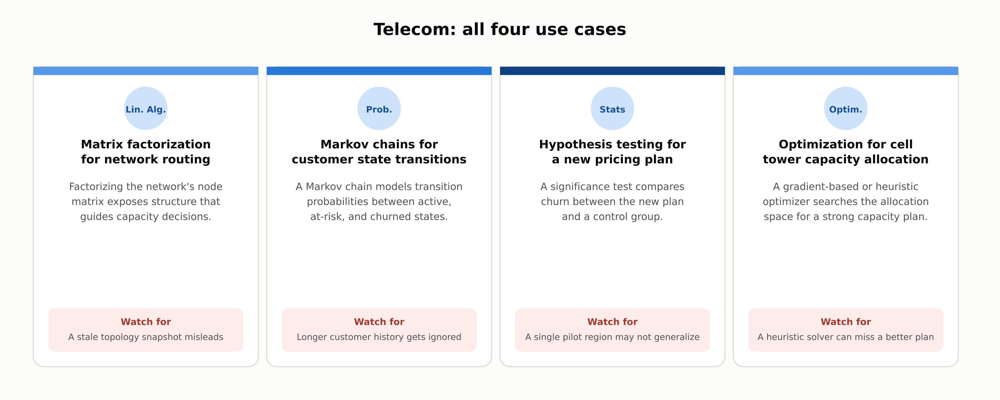 Telecom: all four use cases
Lin. Alg.
Matrix factorization
for network routing
Factorizing the network's node
matrix exposes structure that
guides capacity decisions.
Watch for
A stale topology snapshot misleads
Prob.
Markov chains for
customer state transitions
A Markov chain models transition
probabilities between active,
at-risk, and churned states.
Watch for
Longer customer history gets ignored
Stats
Hypothesis testing for
a new pricing plan
A significance test compares
churn between the new plan
and a control group.
Watch for
A single pilot region may not generalize
Optim.
Optimization for cell
tower capacity allocation
A gradient-based or heuristic
optimizer searches the allocation
space for a strong capacity plan.
Watch for
A heuristic solver can miss a better plan